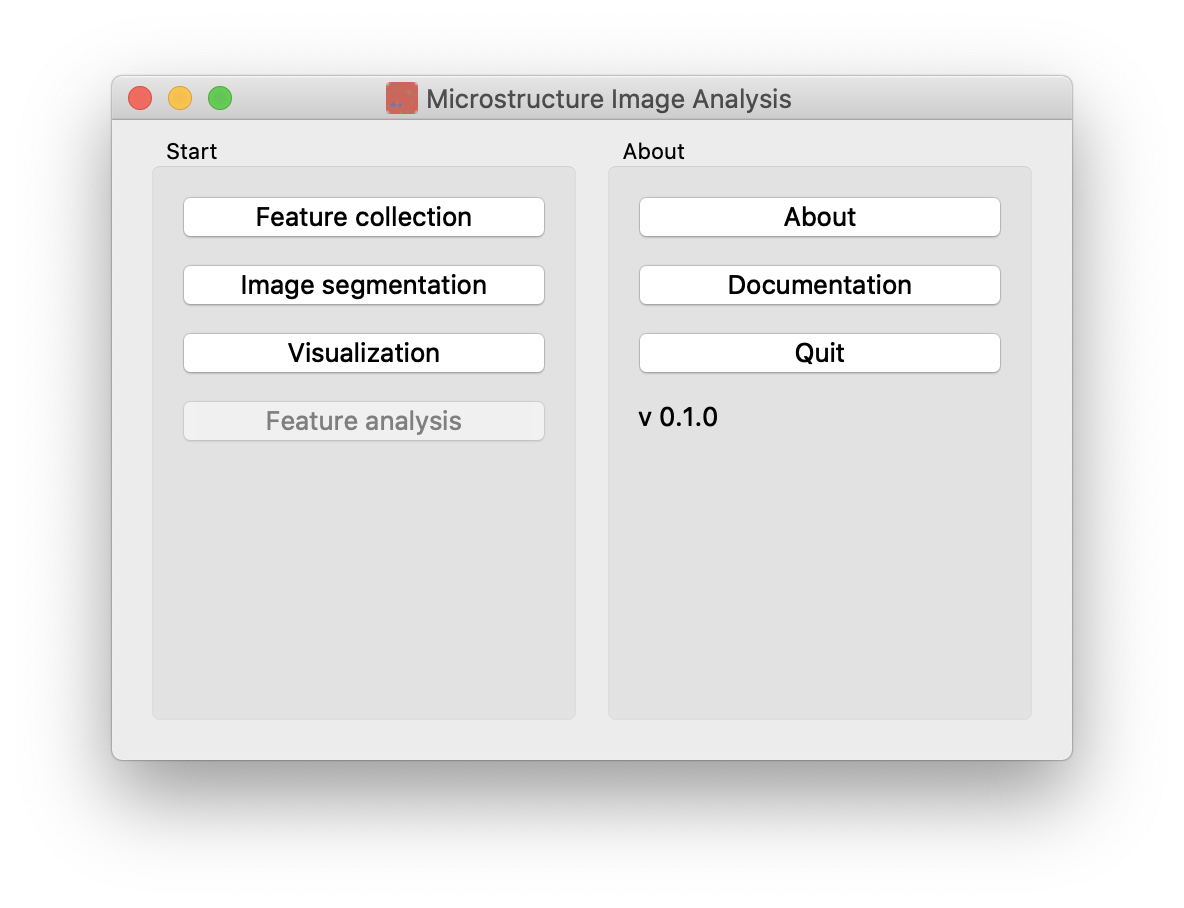 Microstructure Image Analysis
Start
Feature collection
Image segmentation
Visualization
Feature analysis
About
About
Documentation
Quit
v 0.1.0